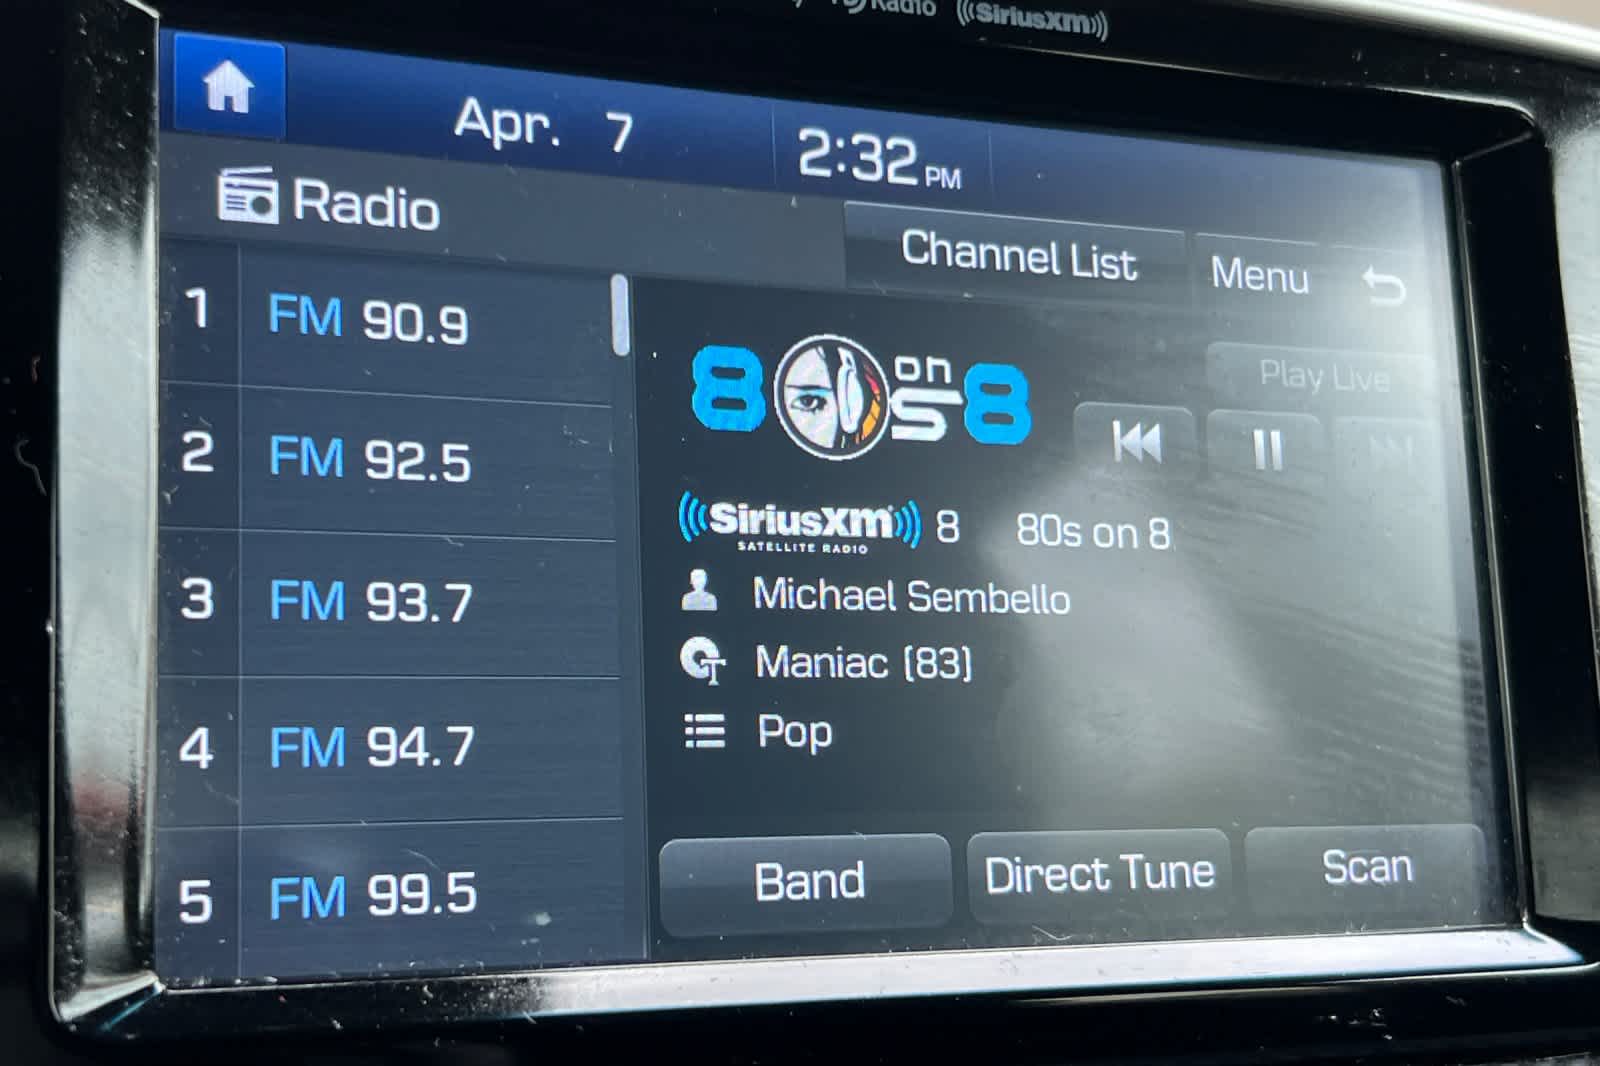 Radio SiriusXM
Apr. 7 2:32 PM
Radio
Channel List Menu
1 FM 90.9
2 FM 92.5
3 FM 93.7
4 FM 94.7
5 FM 99.5
8 on s 8
Play Live
SiriusXM 8 80s on 8
SATELLITE RADIO
Michael Sembello
Maniac (83)
Pop
Band Direct Tune Scan